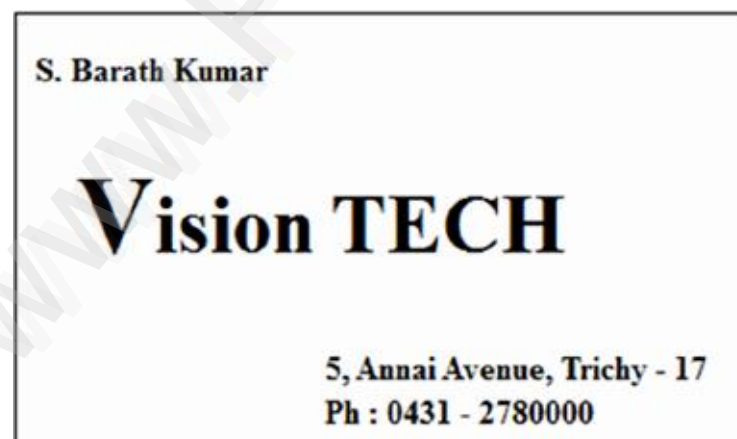 S. Barath Kumar
Vision TECH
5, Annai Avenue, Trichy - 17
Ph : 0431 - 2780000